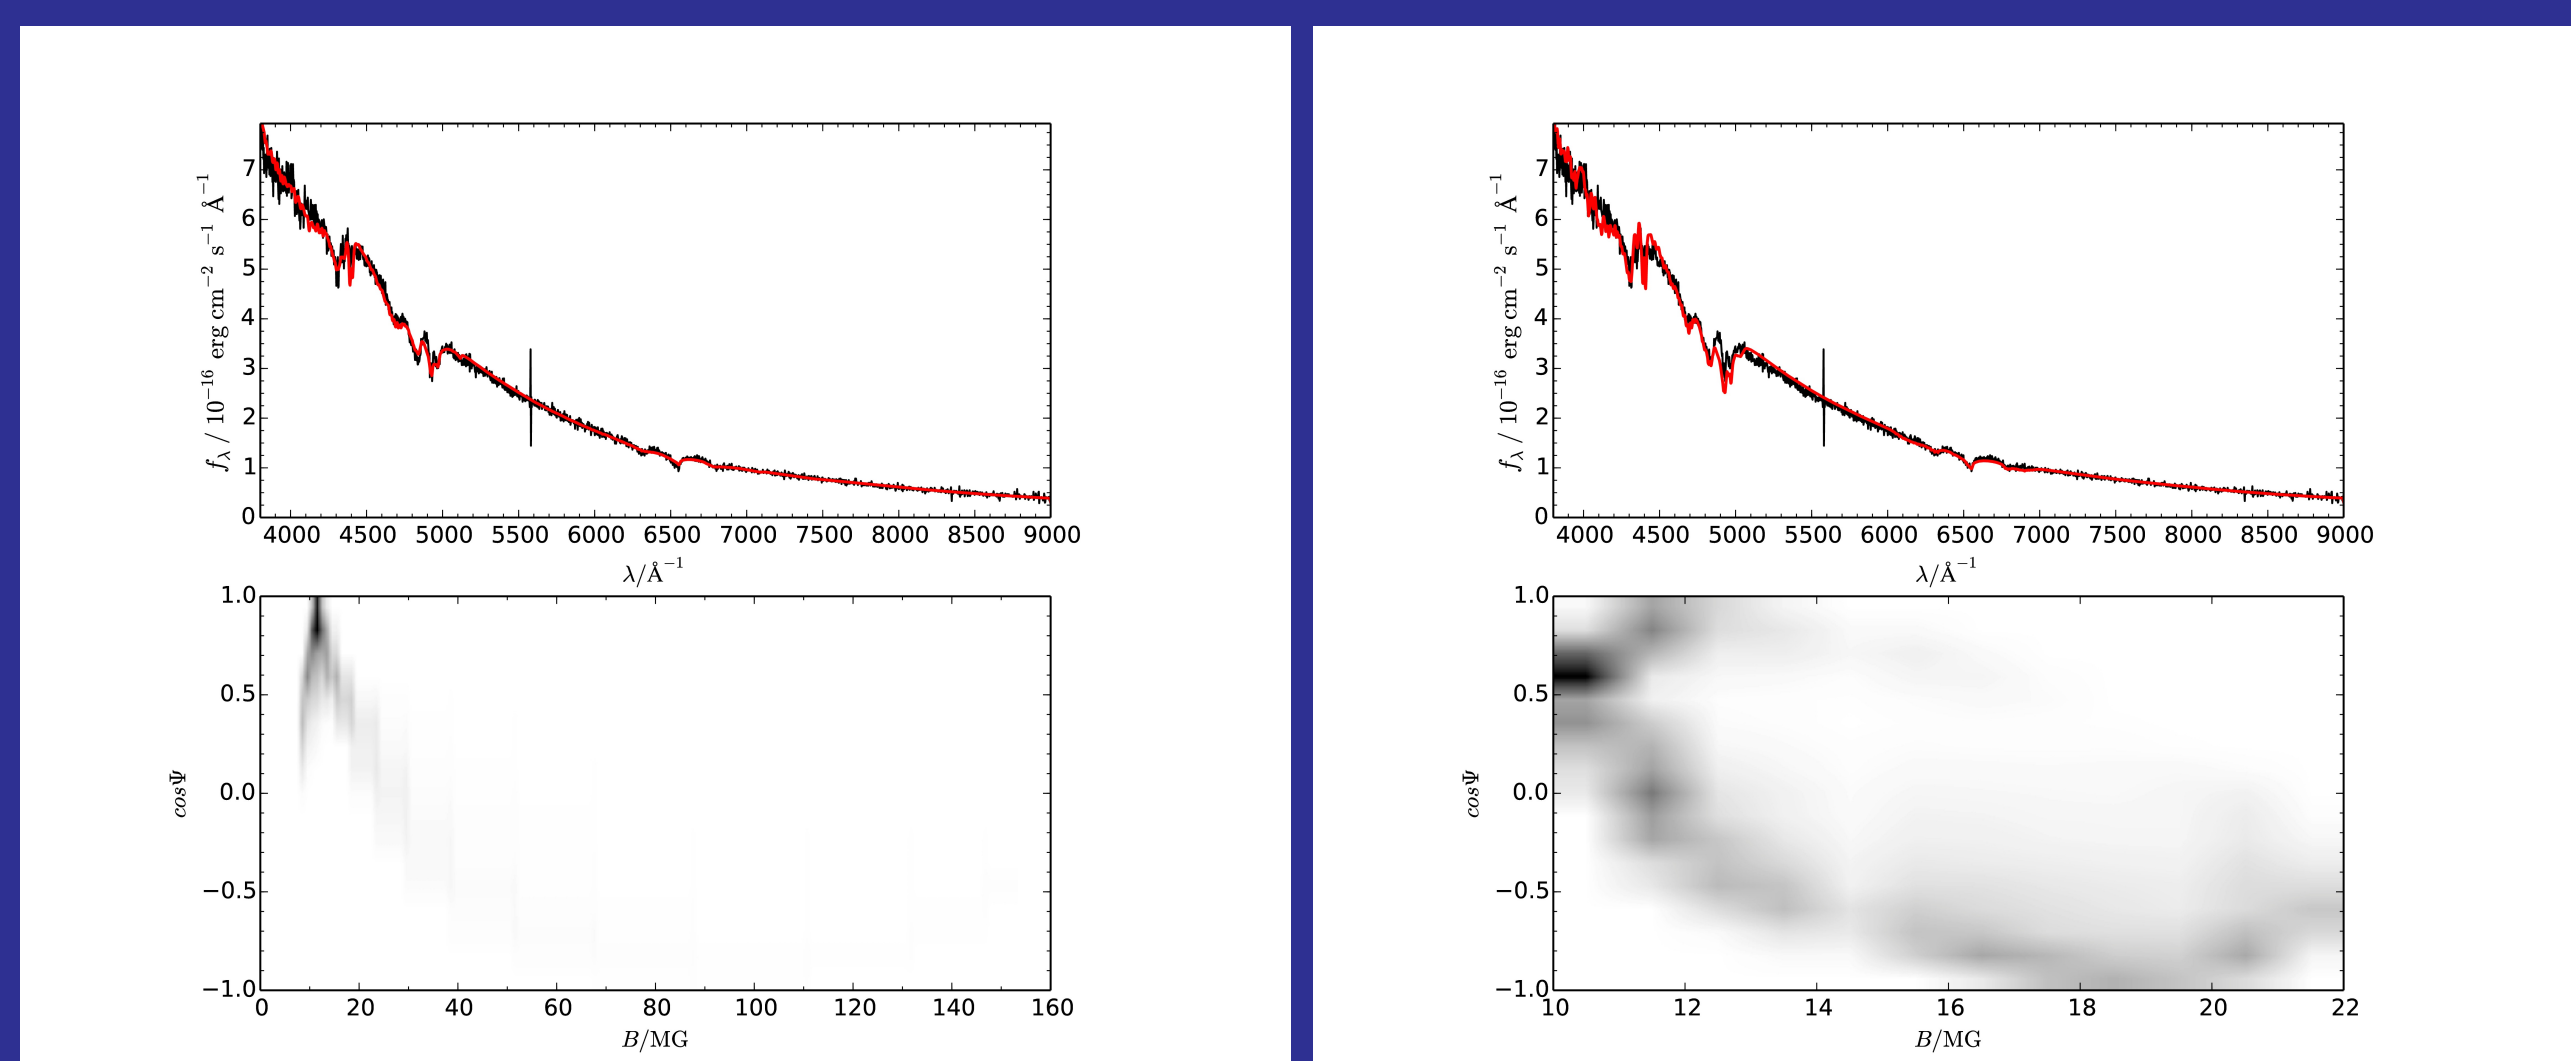 7
6
5
4
3
2
1
0
f_λ / 10⁻¹⁶ erg cm⁻² s⁻¹ Å⁻¹
4000 4500 5000 5500 6000 6500 7000 7500 8000 8500 9000
λ/Å⁻¹
1.0
0.5
0.0
−0.5
−1.0
cosΨ
0 20 40 60 80 100 120 140 160
B/MG
7
6
5
4
3
2
1
0
f_λ / 10⁻¹⁶ erg cm⁻² s⁻¹ Å⁻¹
4000 4500 5000 5500 6000 6500 7000 7500 8000 8500 9000
λ/Å⁻¹
1.0
0.5
0.0
−0.5
−1.0
cosΨ
10 12 14 16 18 20 22
B/MG